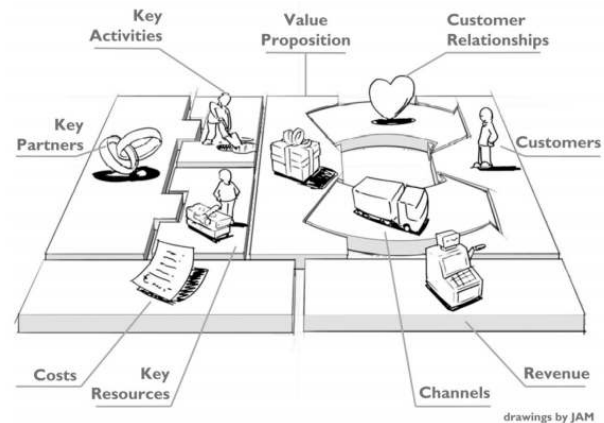 Key
Activities
Value
Proposition
Customer
Relationships
Key
Partners
Customers
Costs
Key
Resources
Channels
Revenue
drawings by JAM